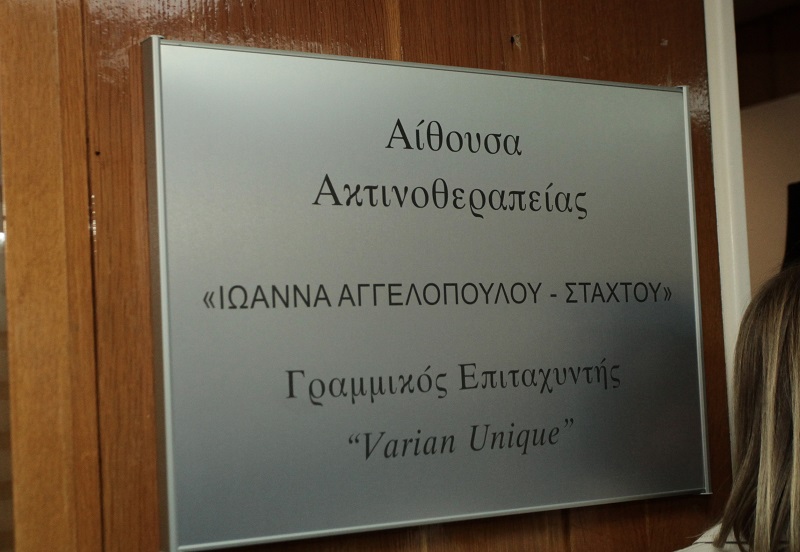 Αίθουσα
Ακτινοθεραπείας
«ΙΩΑΝΝΑ ΑΓΓΕΛΟΠΟΥΛΟΥ - ΣΤΑΧΤΟΥ»
Γραμμικός Επιταχυντής
“Varian Unique”